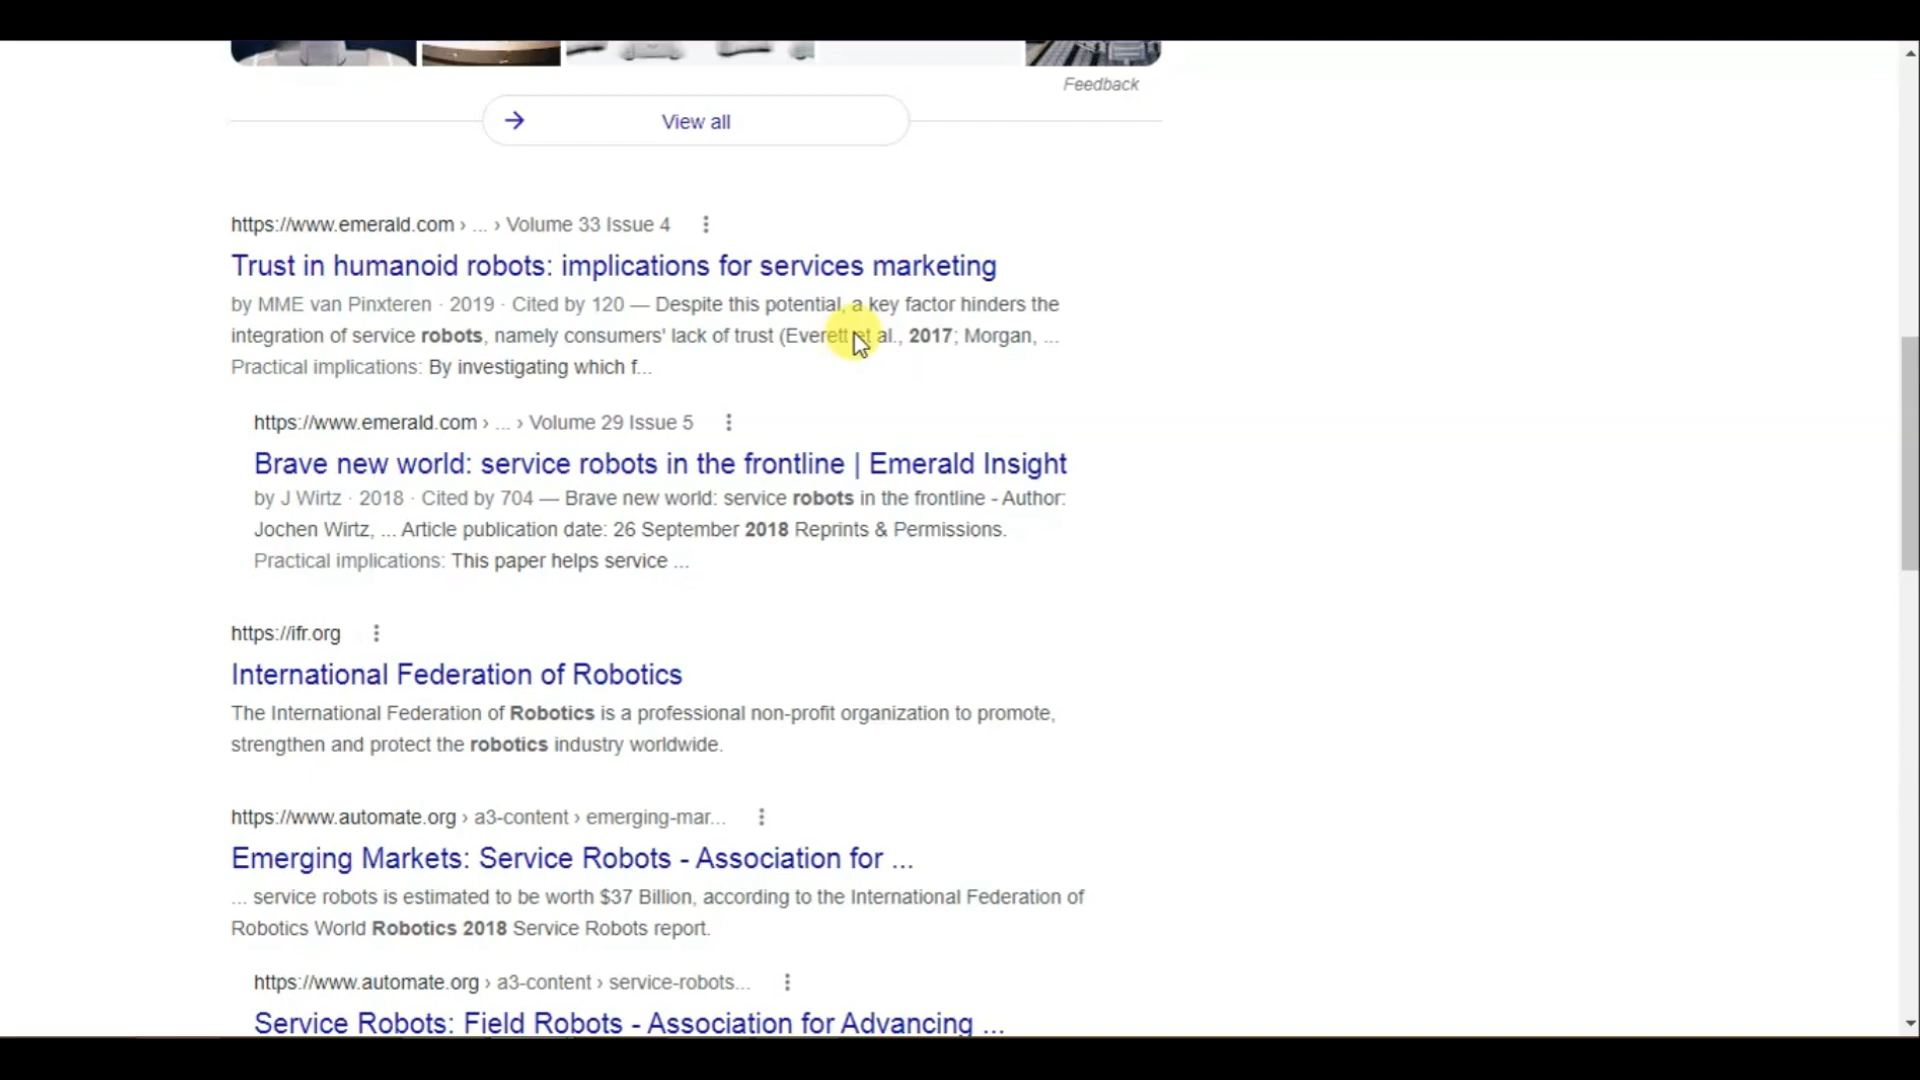 Feedback
View all
https://www.emerald.com › ... › Volume 33 Issue 4
Trust in humanoid robots: implications for services marketing
by MME van Pinxteren · 2019 · Cited by 120 — Despite this potential, a key factor hinders the
integration of service robots, namely consumers' lack of trust (Everett et al., 2017; Morgan, ...
Practical implications: By investigating which f...
https://www.emerald.com › ... › Volume 29 Issue 5
Brave new world: service robots in the frontline | Emerald Insight
by J Wirtz · 2018 · Cited by 704 — Brave new world: service robots in the frontline - Author:
Jochen Wirtz, ... Article publication date: 26 September 2018 Reprints & Permissions.
Practical implications: This paper helps service ...
https://ifr.org
International Federation of Robotics
The International Federation of Robotics is a professional non-profit organization to promote,
strengthen and protect the robotics industry worldwide.
https://www.automate.org › a3-content › emerging-mar...
Emerging Markets: Service Robots - Association for ...
... service robots is estimated to be worth $37 Billion, according to the International Federation of
Robotics World Robotics 2018 Service Robots report.
https://www.automate.org › a3-content › service-robots...
Service Robots: Field Robots - Association for Advancing ...